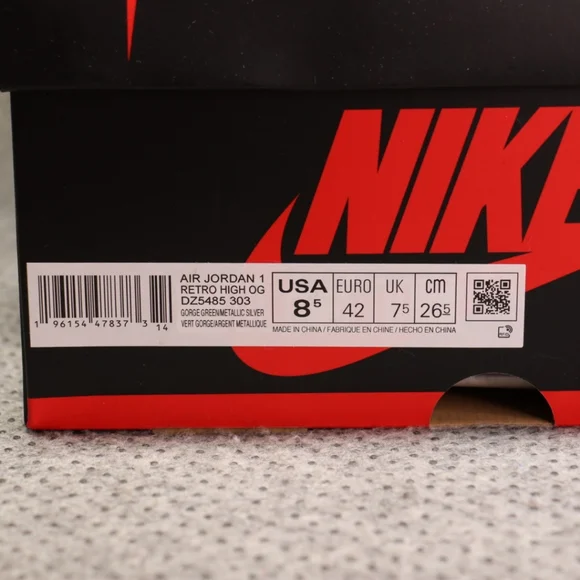 NIKE
AIR JORDAN 1
RETRO HIGH OG
DZ5485 303
GORGE GREEN/METALLIC SILVER
VERT GORGE/ARGENT METALLIQUE
1 96154 47837 3 14
USA
8⁵
EURO
42
UK
7⁵
CM
26⁵
MADE IN CHINA / FABRIQUE EN CHINE / HECHO EN CHINA